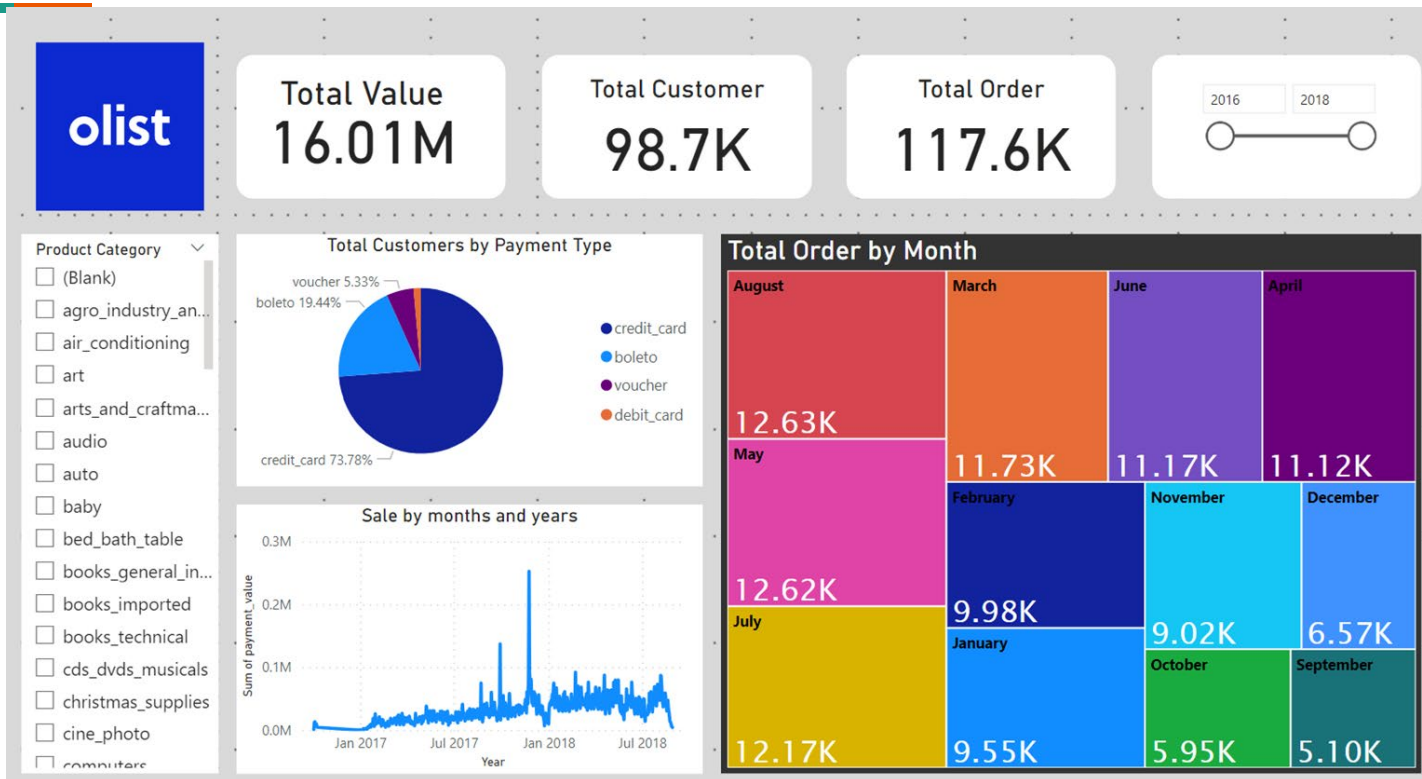 olist
Total Value
16.01M
Total Customer
98.7K
Total Order
117.6K
2016
2018
Product Category
(Blank)
agro_industry_an...
air_conditioning
art
arts_and_craftma...
audio
auto
baby
bed_bath_table
books_general_in...
books_imported
books_technical
cds_dvds_musicals
christmas_supplies
cine_photo
computers
Total Customers by Payment Type
voucher 5.33%
boleto 19.44%
credit_card 73.78%
credit_card
boleto
voucher
debit_card
Sale by months and years
Sum of payment_value
0.3M
0.2M
0.1M
0.0M
Jan 2017
Jul 2017
Jan 2018
Jul 2018
Year
Total Order by Month
August
12.63K
May
12.62K
July
12.17K
March
11.73K
June
11.17K
April
11.12K
February
9.98K
January
9.55K
November
9.02K
December
6.57K
October
5.95K
September
5.10K